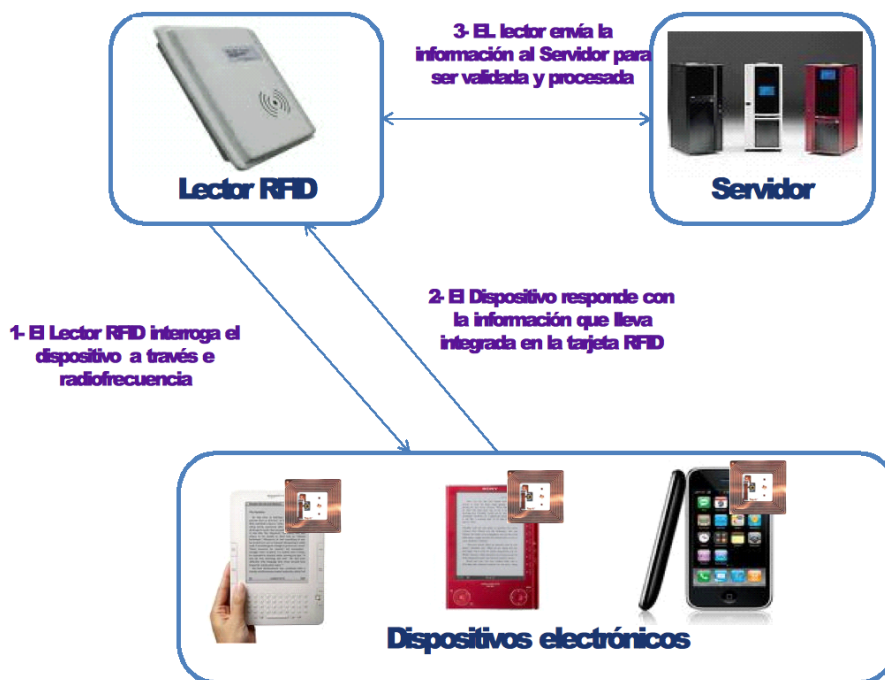 3- EL lector envía la
información al Servidor para
ser validada y procesada
Lector RFID
Servidor
2- El Dispositivo responde con
la información que lleva
integrada en la tarjeta RFID
1- El Lector RFID interroga el
dispositivo a través e
radiofrecuencia
Dispositivos electrónicos